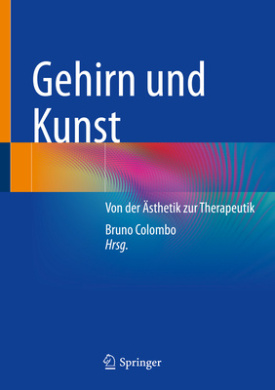 Gehirn und
Kunst
Von der Ästhetik zur Therapeutik
Bruno Colombo
Hrsg.
Springer